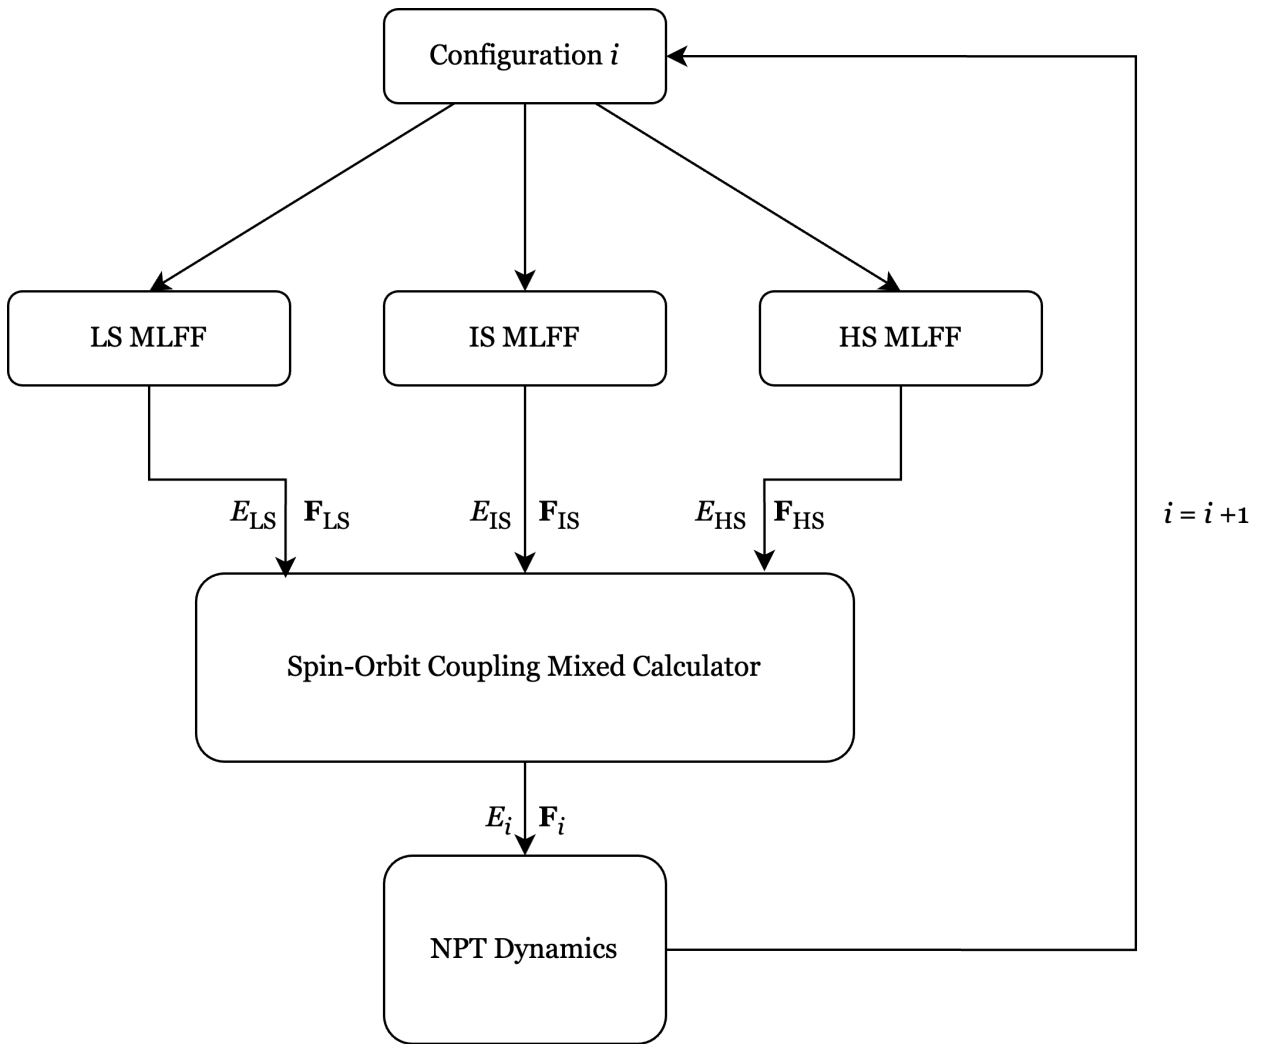 Configuration i
LS MLFF
IS MLFF
HS MLFF
E_LS F_LS
E_IS F_IS
E_HS F_HS
i = i +1
Spin-Orbit Coupling Mixed Calculator
E_i F_i
NPT Dynamics